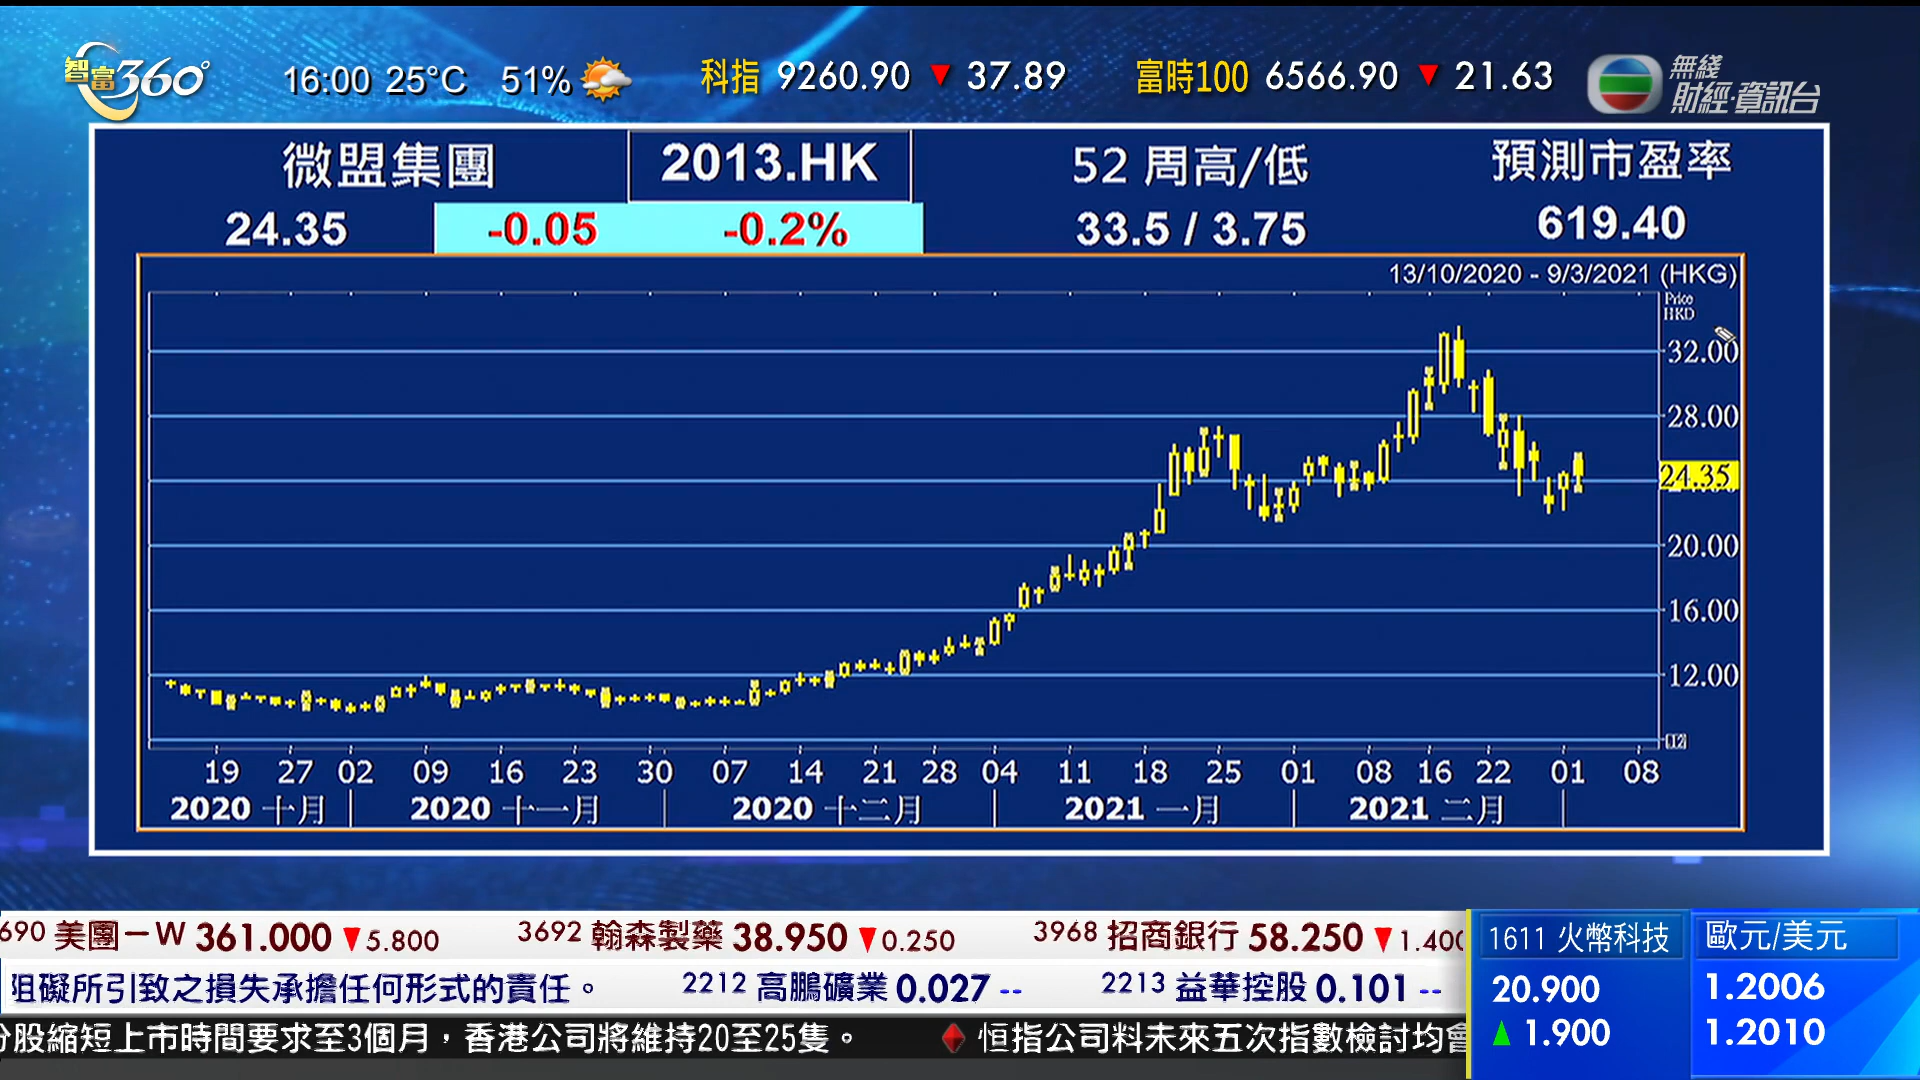 智富360°
16:00 25°C 51%
科指 9260.90 ▼ 37.89
富時100 6566.90 ▼ 21.63
無綫
財經·資訊台
微盟集團 2013.HK 52 周高/低 預測市盈率
24.35 -0.05 -0.2% 33.5 / 3.75 619.40
13/10/2020 - 9/3/2021 (HKG)
Price
HKD
32.00
28.00
24.35
20.00
16.00
12.00
19 27 02 09 16 23 30 07 14 21 28 04 11 18 25 01 08 16 22 01 08
2020 十月 2020 十一月 2020 十二月 2021 一月 2021 二月
690 美團－W 361.000 ▼5.800 3692 翰森製藥 38.950 ▼0.250 3968 招商銀行 58.250 ▼1.400
阻礙所引致之損失承擔任何形式的責任。 2212 高鵬礦業 0.027 -- 2213 益華控股 0.101 --
分股縮短上市時間要求至3個月，香港公司將維持20至25隻。 恒指公司料未來五次指數檢討均會
1611 火幣科技
20.900
▲ 1.900
歐元/美元
1.2006
1.2010